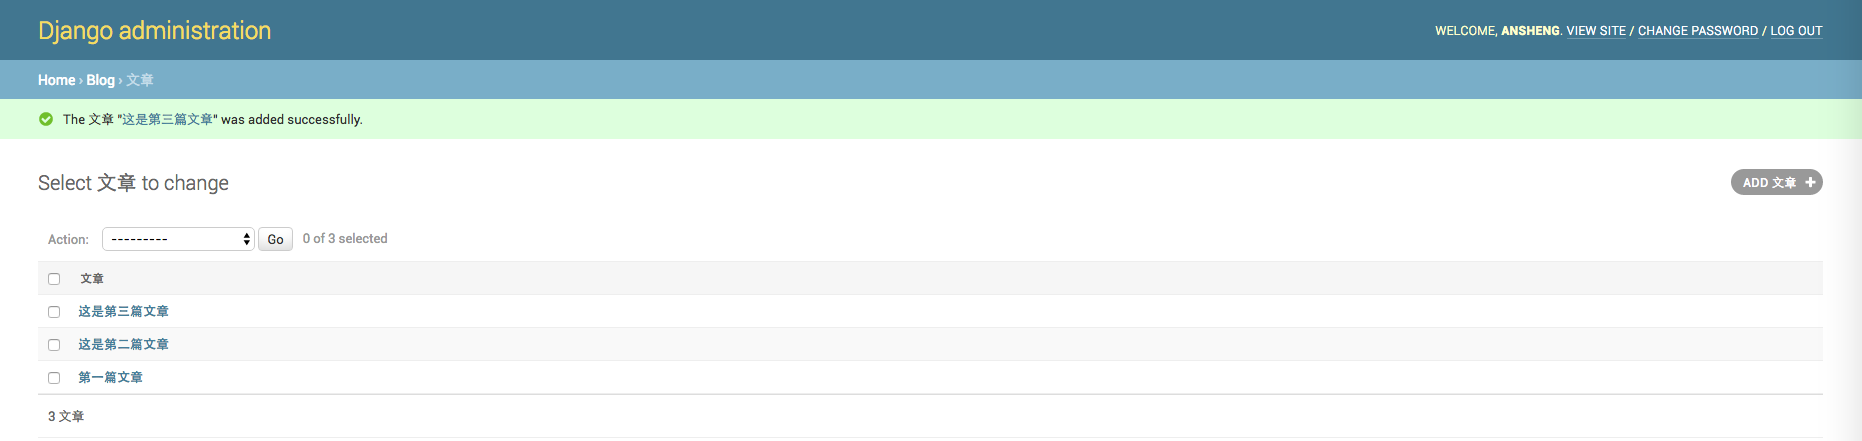 Django administration
WELCOME, ANSHENG. VIEW SITE / CHANGE PASSWORD / LOG OUT
Home › Blog › 文章
The 文章 "这是第三篇文章" was added successfully.
Select 文章 to change
ADD 文章 +
Action: --------- Go 0 of 3 selected
文章
这是第三篇文章
这是第二篇文章
第一篇文章
3 文章